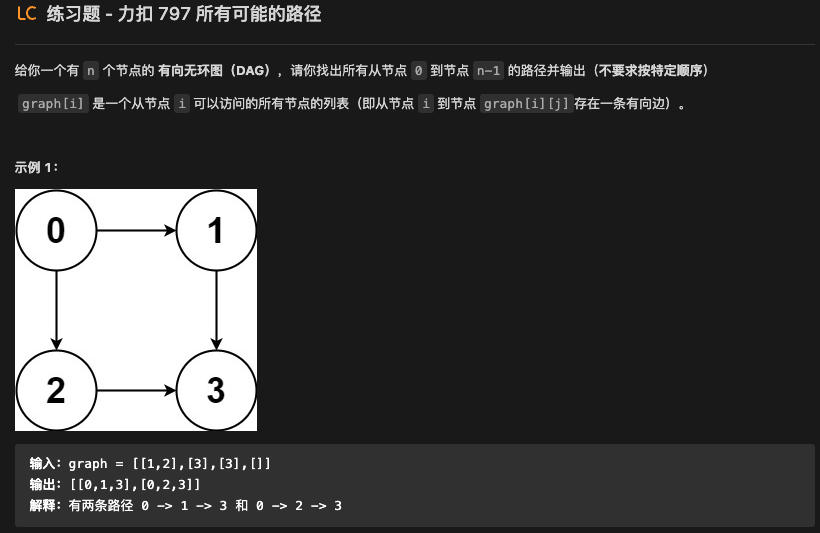 LC 练习题 - 力扣 797 所有可能的路径
给你一个有 n 个节点的 有向无环图（DAG），请你找出所有从节点 0 到节点 n-1 的路径并输出（不要求按特定顺序）
graph[i] 是一个从节点 i 可以访问的所有节点的列表（即从节点 i 到节点 graph[i][j]存在一条有向边）。
示例 1：
0 1
2 3
输入：graph = [[1,2],[3],[3],[]]
输出：[[0,1,3],[0,2,3]]
解释：有两条路径 0 -> 1 -> 3 和 0 -> 2 -> 3